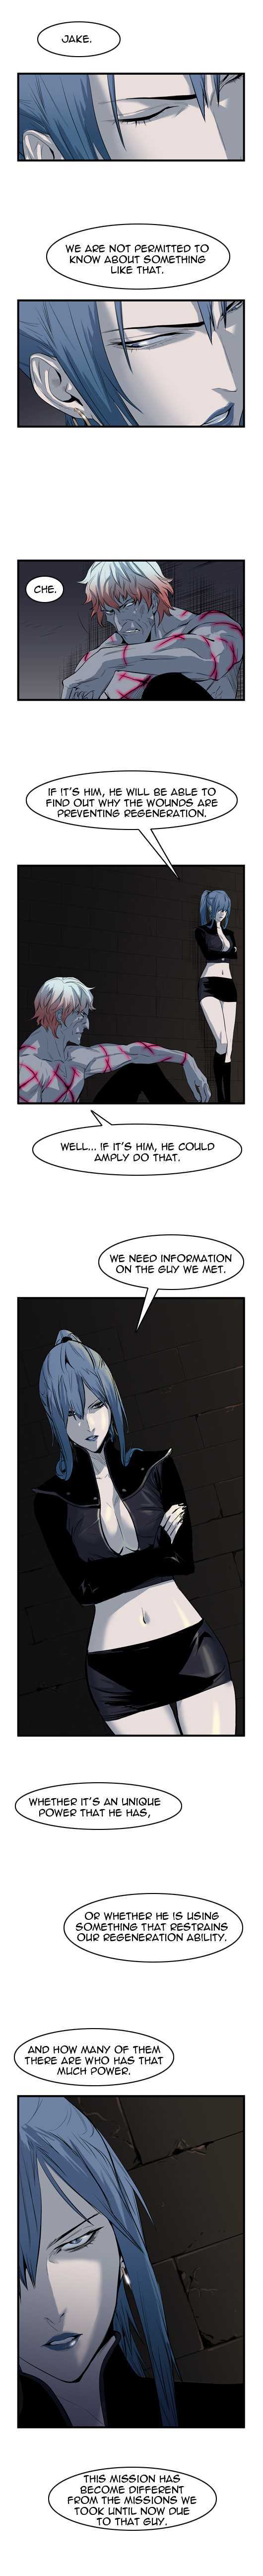 JAKE.
WE ARE NOT PERMITTED TO
KNOW ABOUT SOMETHING
LIKE THAT.
CHE.
IF IT'S HIM, HE WILL BE ABLE TO
FIND OUT WHY THE WOUNDS ARE
PREVENTING REGENERATION.
WELL... IF IT'S HIM, HE COULD
AMPLY DO THAT.
WE NEED INFORMATION
ON THE GUY WE MET.
WHETHER IT'S AN UNIQUE
POWER THAT HE HAS,
OR WHETHER HE IS USING
SOMETHING THAT RESTRAINS
OUR REGENERATION ABILITY.
AND HOW MANY OF THEM
THERE ARE WHO HAS THAT
MUCH POWER.
THIS MISSION HAS
BECOME DIFFERENT
FROM THE MISSIONS WE
TOOK UNTIL NOW DUE
TO THAT GUY.